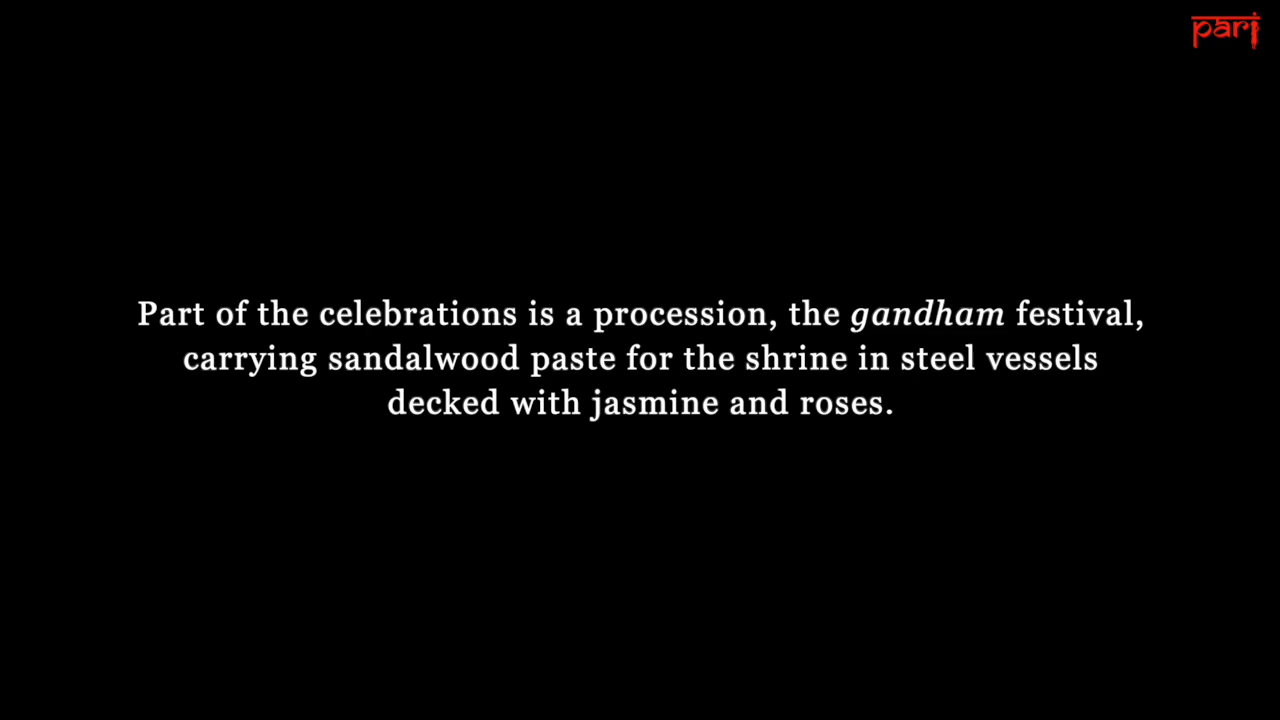 pari
Part of the celebrations is a procession, the gandham festival,
carrying sandalwood paste for the shrine in steel vessels
decked with jasmine and roses.